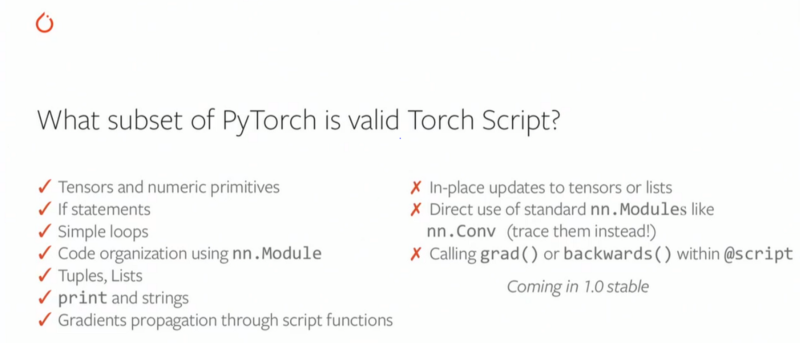 What subset of PyTorch is valid Torch Script?
✓ Tensors and numeric primitives
✓ If statements
✓ Simple loops
✓ Code organization using nn.Module
✓ Tuples, Lists
✓ print and strings
✓ Gradients propagation through script functions
✗ In-place updates to tensors or lists
✗ Direct use of standard nn.Modules like
nn.Conv (trace them instead!)
✗ Calling grad() or backwards() within @script
Coming in 1.0 stable